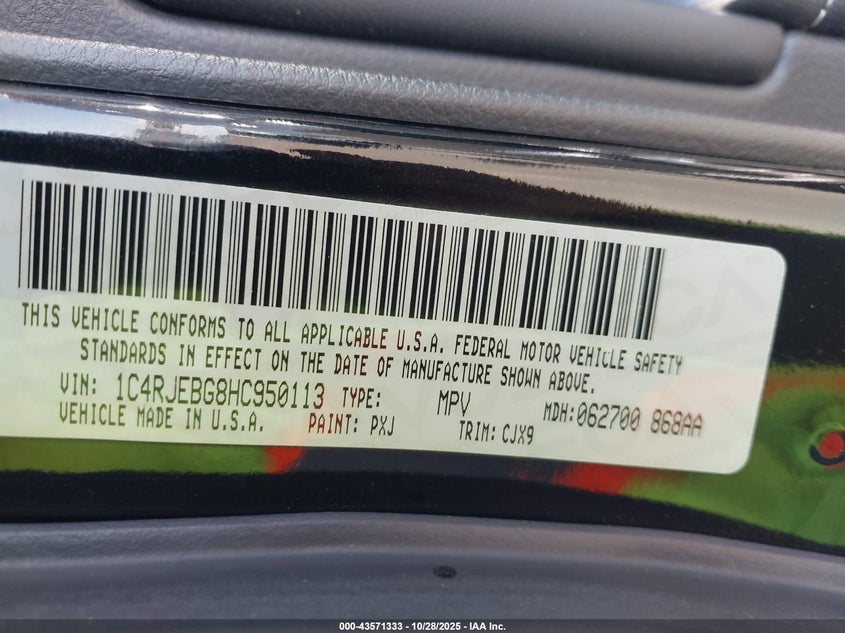 THIS VEHICLE CONFORMS TO ALL APPLICABLE U.S.A. FEDERAL MOTOR VEHICLE SAFETY
STANDARDS IN EFFECT ON THE DATE OF MANUFACTURE SHOWN ABOVE.
VIN: 1C4RJEBG8HC950113 TYPE: MPV MDH:062700 868AA
VEHICLE MADE IN U.S.A. PAINT: PXJ TRIM: CJX9
000-43571333 | 10/28/2025 | IAA Inc.